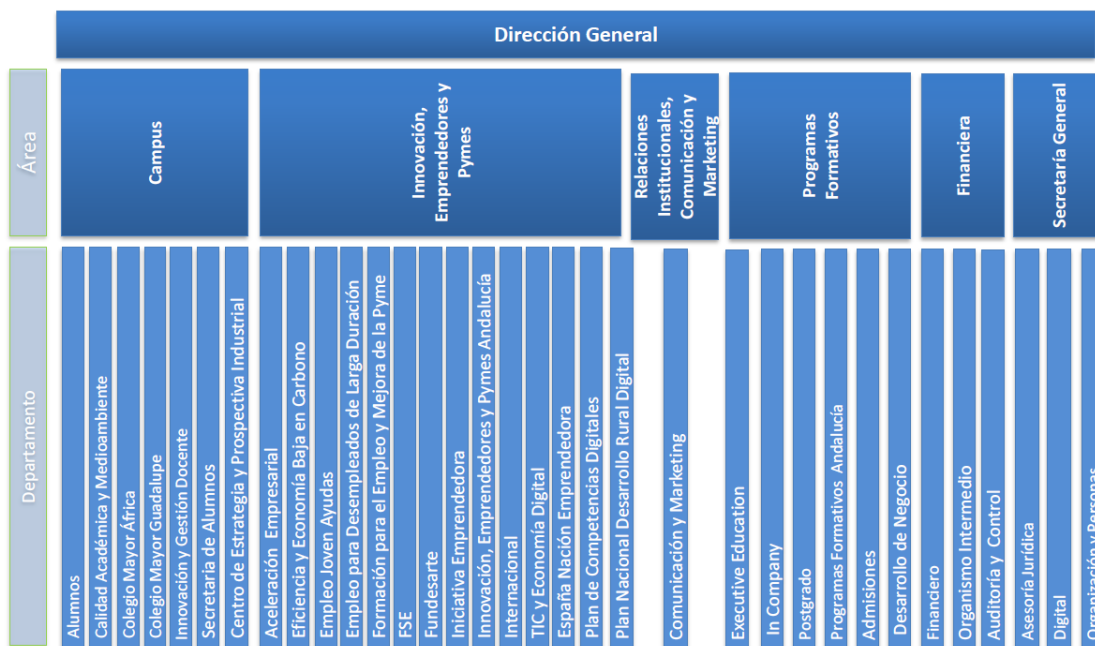 Dirección General
Área
Campus
Innovación,
Emprendedores y
Pymes
Relaciones
Institucionales,
Comunicación y
Marketing
Programas
Formativos
Financiera
Secretaría General
Departamento
Alumnos
Calidad Académica y Medioambiente
Colegio Mayor África
Colegio Mayor Guadalupe
Innovación y Gestión Docente
Secretaria de Alumnos
Centro de Estrategia y Prospectiva Industrial
Aceleración Empresarial
Eficiencia y Economía Baja en Carbono
Empleo Joven Ayudas
Empleo para Desempleados de Larga Duración
Formación para el Empleo y Mejora de la Pyme
FSE
Fundesarte
Iniciativa Emprendedora
Innovación, Emprendedores y Pymes Andalucía
Internacional
TIC y Economía Digital
España Nación Emprendedora
Plan de Competencias Digitales
Plan Nacional Desarrollo Rural Digital
Comunicación y Marketing
Executive Education
In Company
Postgrado
Programas Formativos Andalucía
Admisiones
Desarrollo de Negocio
Financiero
Organismo Intermedio
Auditoría y Control
Asesoría Jurídica
Digital
Organización y Personas